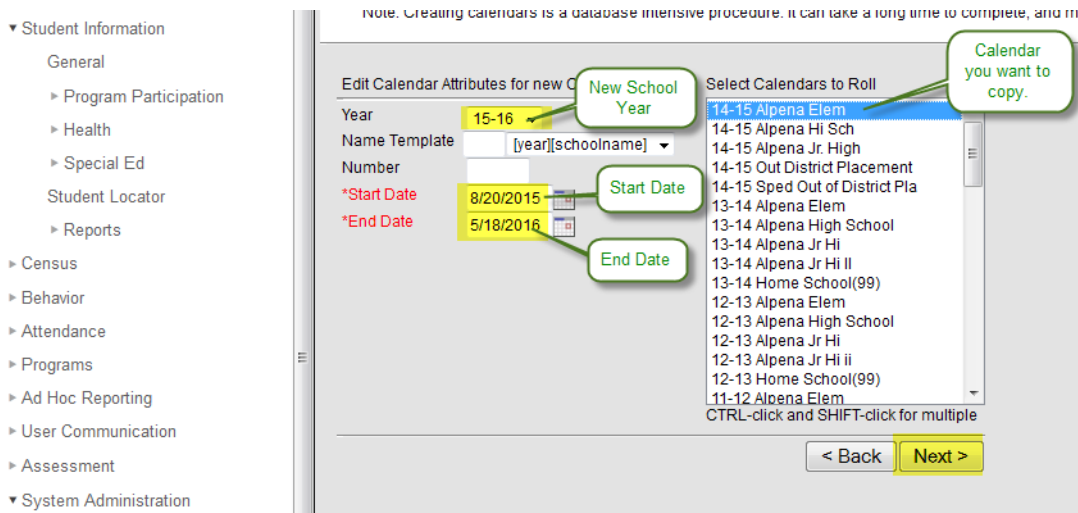 Student Information
General
Program Participation
Health
Special Ed
Student Locator
Reports
Census
Behavior
Attendance
Programs
Ad Hoc Reporting
User Communication
Assessment
System Administration
Note: Creating calendars is a database intensive procedure. It can take a long time to complete, and m
Edit Calendar Attributes for new C
New School
Year
Year
15-16
Name Template
[year][schoolname]
Number
*Start Date
8/20/2015
Start Date
*End Date
5/18/2016
End Date
Select Calendars to Roll
Calendar
you want to
copy.
14-15 Alpena Elem
14-15 Alpena Hi Sch
14-15 Alpena Jr. High
14-15 Out District Placement
14-15 Sped Out of District Pla
13-14 Alpena Elem
13-14 Alpena High School
13-14 Alpena Jr Hi
13-14 Alpena Jr Hi II
13-14 Home School(99)
12-13 Alpena Elem
12-13 Alpena High School
12-13 Alpena Jr Hi
12-13 Alpena Jr Hi ii
12-13 Home School(99)
11-12 Alpena Elem
CTRL-click and SHIFT-click for multiple
< Back
Next >